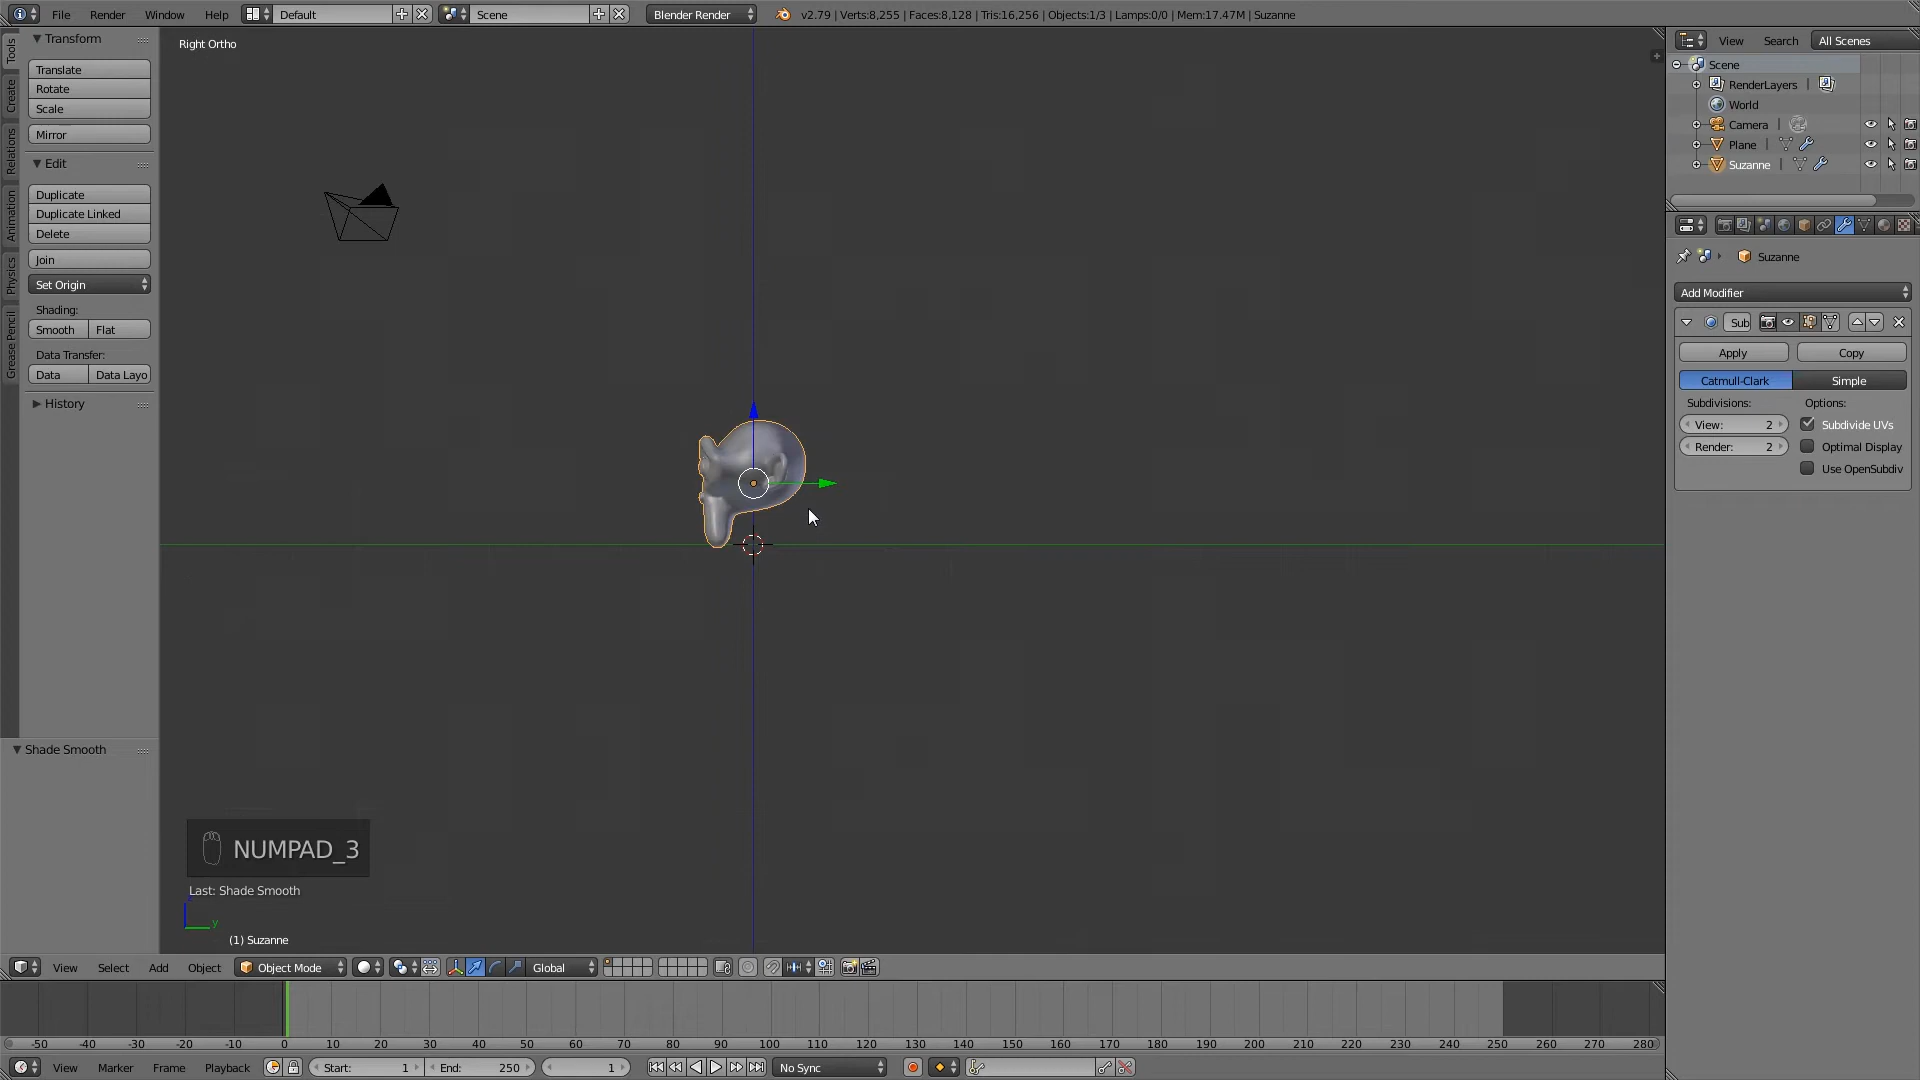 File Render Window Help Default Scene Blender Render v2.79 | Verts:8,255 | Faces:8,128 | Tris:16,256 | Objects:1/3 | Lamps:0/0 | Mem:17.47M | Suzanne
Tools
Create
Relations
Animation
Physics
Grease Pencil
Transform
Translate
Rotate
Scale
Mirror
Edit
Duplicate
Duplicate Linked
Delete
Join
Set Origin
Shading:
Smooth Flat
Data Transfer:
Data Data Layo
History
Shade Smooth
Right Ortho
NUMPAD_3
Last: Shade Smooth
y
(1) Suzanne
View Search All Scenes
Scene
RenderLayers |
World
Camera |
Plane |
Suzanne |
Suzanne
Add Modifier
Sub
Apply Copy
Catmull-Clark Simple
Subdivisions: Options:
View: 2 Subdivide UVs
Render: 2 Optimal Display
Use OpenSubdiv
View Select Add Object Object Mode Global
-50 -40 -30 -20 -10 0 10 20 30 40 50 60 70 80 90 100 110 120 130 140 150 160 170 180 190 200 210 220 230 240 250 260 270 280
View Marker Frame Playback Start: 1 End: 250 1 No Sync